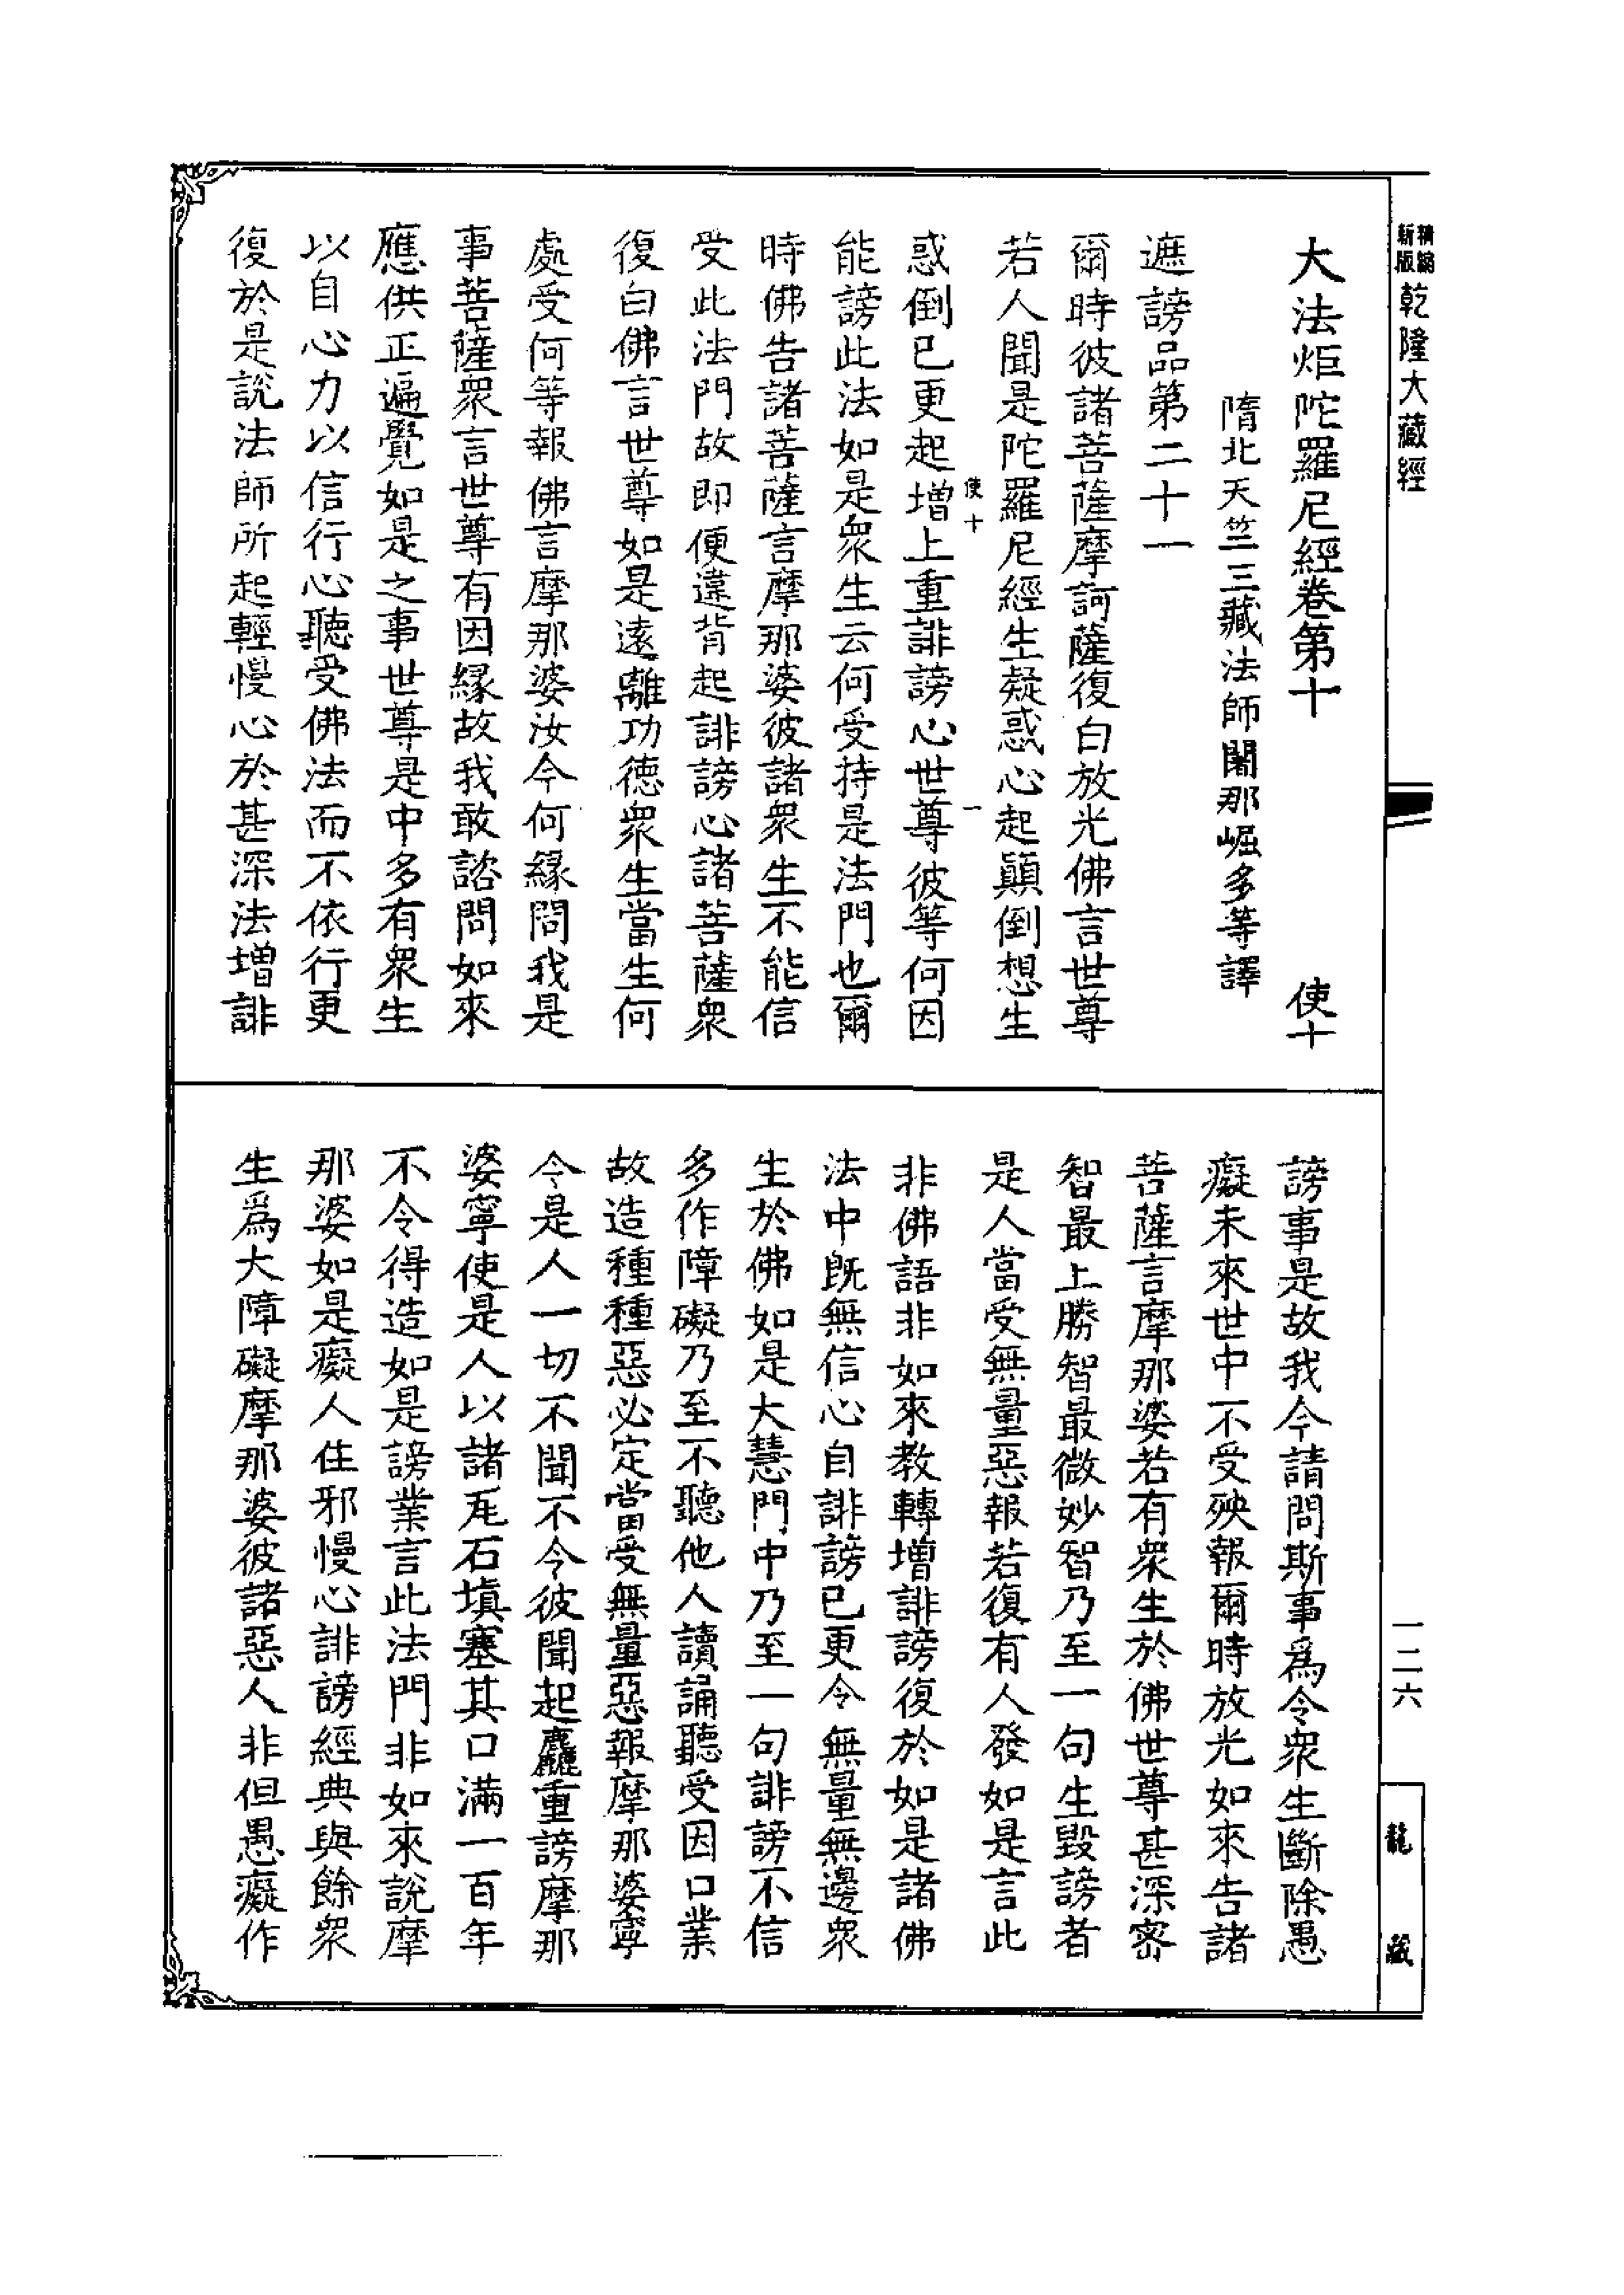 精縮新版乾隆大藏經
大法炬陀羅尼經卷第十 使十
隋北天竺三藏法師闍那崛多等譯
遮謗品第二十一
爾時彼諸菩薩摩訶薩復白放光佛言世尊
若人聞是陀羅尼經生疑惑心起顛倒想生
使十 一
惑倒已更起增上重誹謗心世尊彼等何因
能謗此法如是衆生云何受持是法門也爾
時佛告諸菩薩言摩那婆彼諸衆生不能信
受此法門故即便違背起誹謗心諸菩薩衆
復白佛言世尊如是遠離功德衆生當生何
處受何等報佛言摩那婆汝今何緣問我是
事菩薩衆言世尊有因緣故我敢諮問如來
應供正遍覺如是之事世尊是中多有衆生
以自心力以信行心聽受佛法而不依行更
復於是説法師所起輕慢心於甚深法增誹
謗事是故我今請問斯事爲令衆生斷除愚
癡未來世中不受殃報爾時放光如來告諸
菩薩言摩那婆若有衆生於佛世尊甚深密
智最上勝智最微妙智乃至一句生毀謗者
是人當受無量惡報若復有人發如是言此
非佛語非如來教轉增誹謗復於如是諸佛
法中既無信心自誹謗已更令無量無邊衆
生於佛如是大慧門中乃至一句誹謗不信
多作障礙乃至不聽他人讀誦聽受因口業
故造種種惡必定當受無量惡報摩那婆寧
令是人一切不聞不令彼聞起麤重謗摩那
婆寧使是人以諸瓦石填塞其口滿一百年
不令得造如是謗業言此法門非如來説摩
那婆如是癡人住邪慢心誹謗經典與餘衆
生爲大障礙摩那婆彼諸惡人非但愚癡作
一二六
龍藏